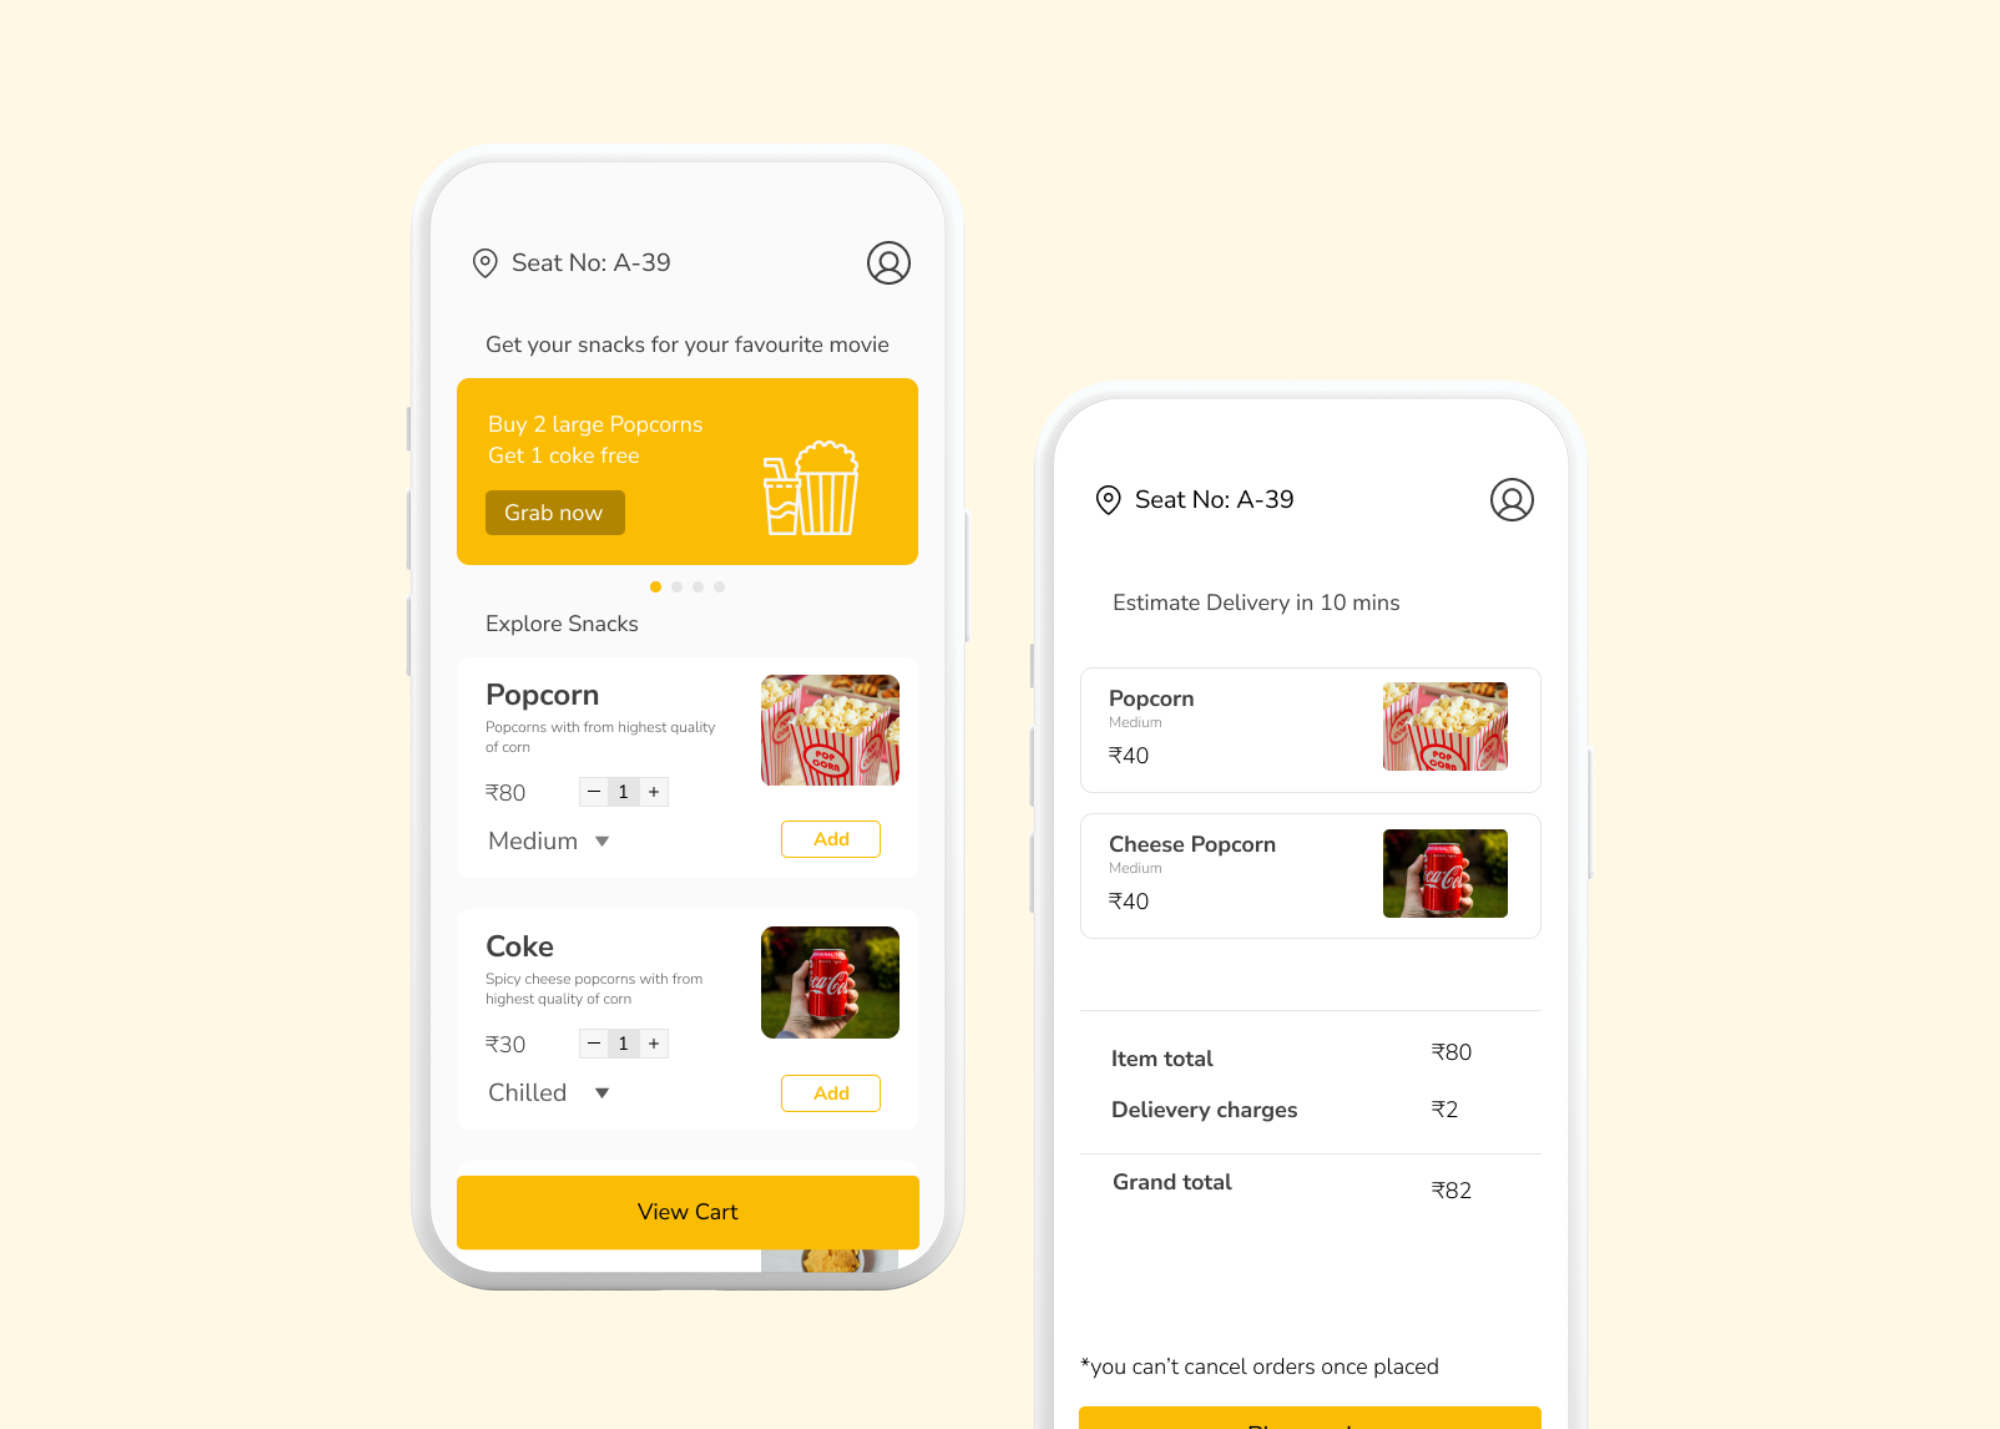 Seat No: A-39
Get your snacks for your favourite movie
Buy 2 large Popcorns
Get 1 coke free
Grab now
Explore Snacks
Popcorn
Popcorns with from highest quality
of corn
₹80
1
Medium
Add
POP
CORN
Coke
Spicy cheese popcorns with from
highest quality of corn
₹30
1
Chilled
Add
View Cart
Seat No: A-39
Estimate Delivery in 10 mins
Popcorn
Medium
₹40
POP
CORN
Cheese Popcorn
Medium
₹40
Item total
₹80
Delievery charges
₹2
Grand total
₹82
*you can’t cancel orders once placed